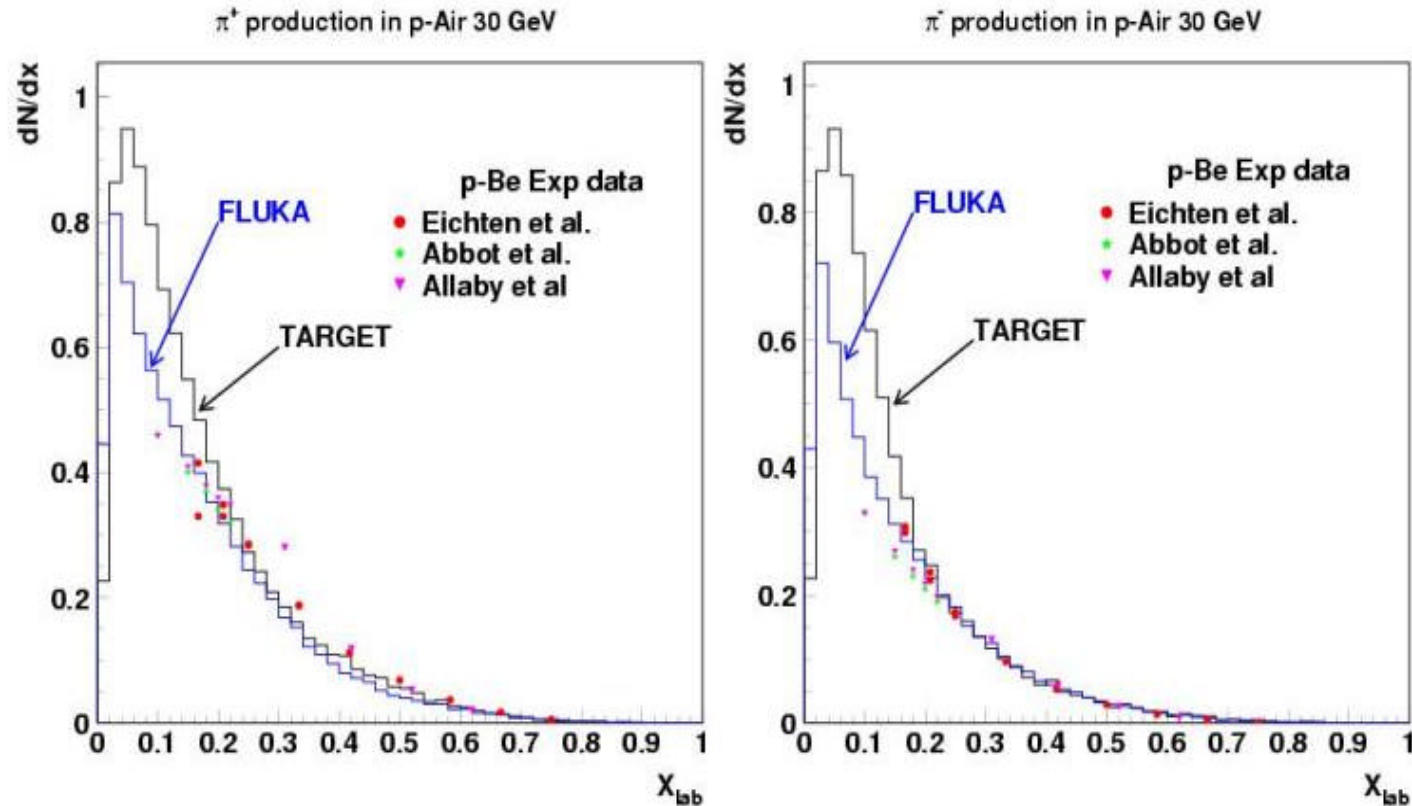 π⁺ production in p-Air 30 GeV
dN/dx
1
0.8
0.6
0.4
0.2
0
p-Be Exp data
FLUKA
Eichten et al.
Abbot et al.
Allaby et al
TARGET
0 0.1 0.2 0.3 0.4 0.5 0.6 0.7 0.8 0.9 1
X_lab
π⁻ production in p-Air 30 GeV
dN/dx
1
0.8
0.6
0.4
0.2
0
p-Be Exp data
FLUKA
Eichten et al.
Abbot et al.
Allaby et al
TARGET
0 0.1 0.2 0.3 0.4 0.5 0.6 0.7 0.8 0.9 1
X_lab